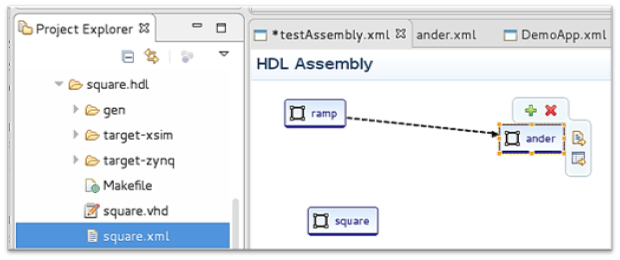 Project Explorer
square.hdl
gen
target-xsim
target-zynq
Makefile
square.vhd
square.xml
*testAssembly.xml
ander.xml
DemoApp.xml
HDL Assembly
ramp
ander
square